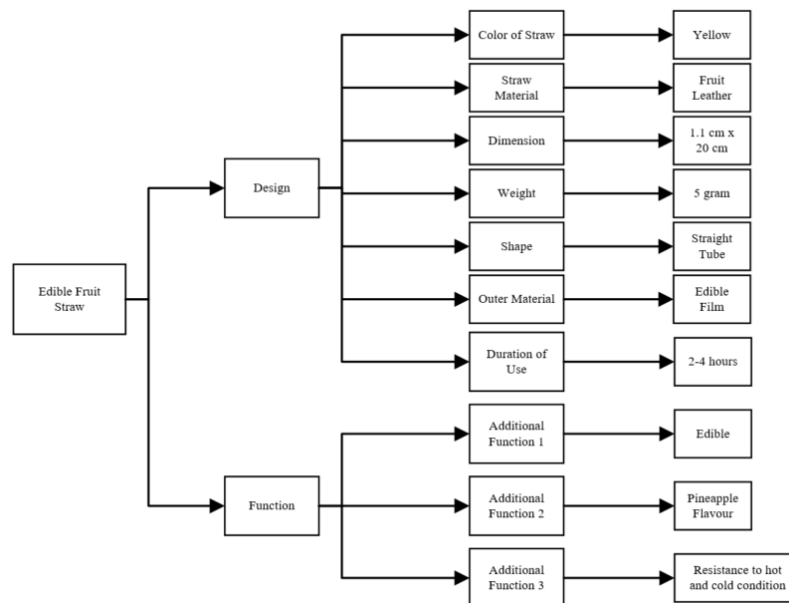 Color of Straw
Yellow
Straw
Material
Fruit
Leather
Dimension
1.1 cm x
20 cm
Design
Weight
5 gram
Shape
Straight
Tube
Edible Fruit
Straw
Outer Material
Edible
Film
Duration of
Use
2-4 hours
Additional
Function 1
Edible
Function
Additional
Function 2
Pineapple
Flavour
Additional
Function 3
Resistance to hot
and cold condition